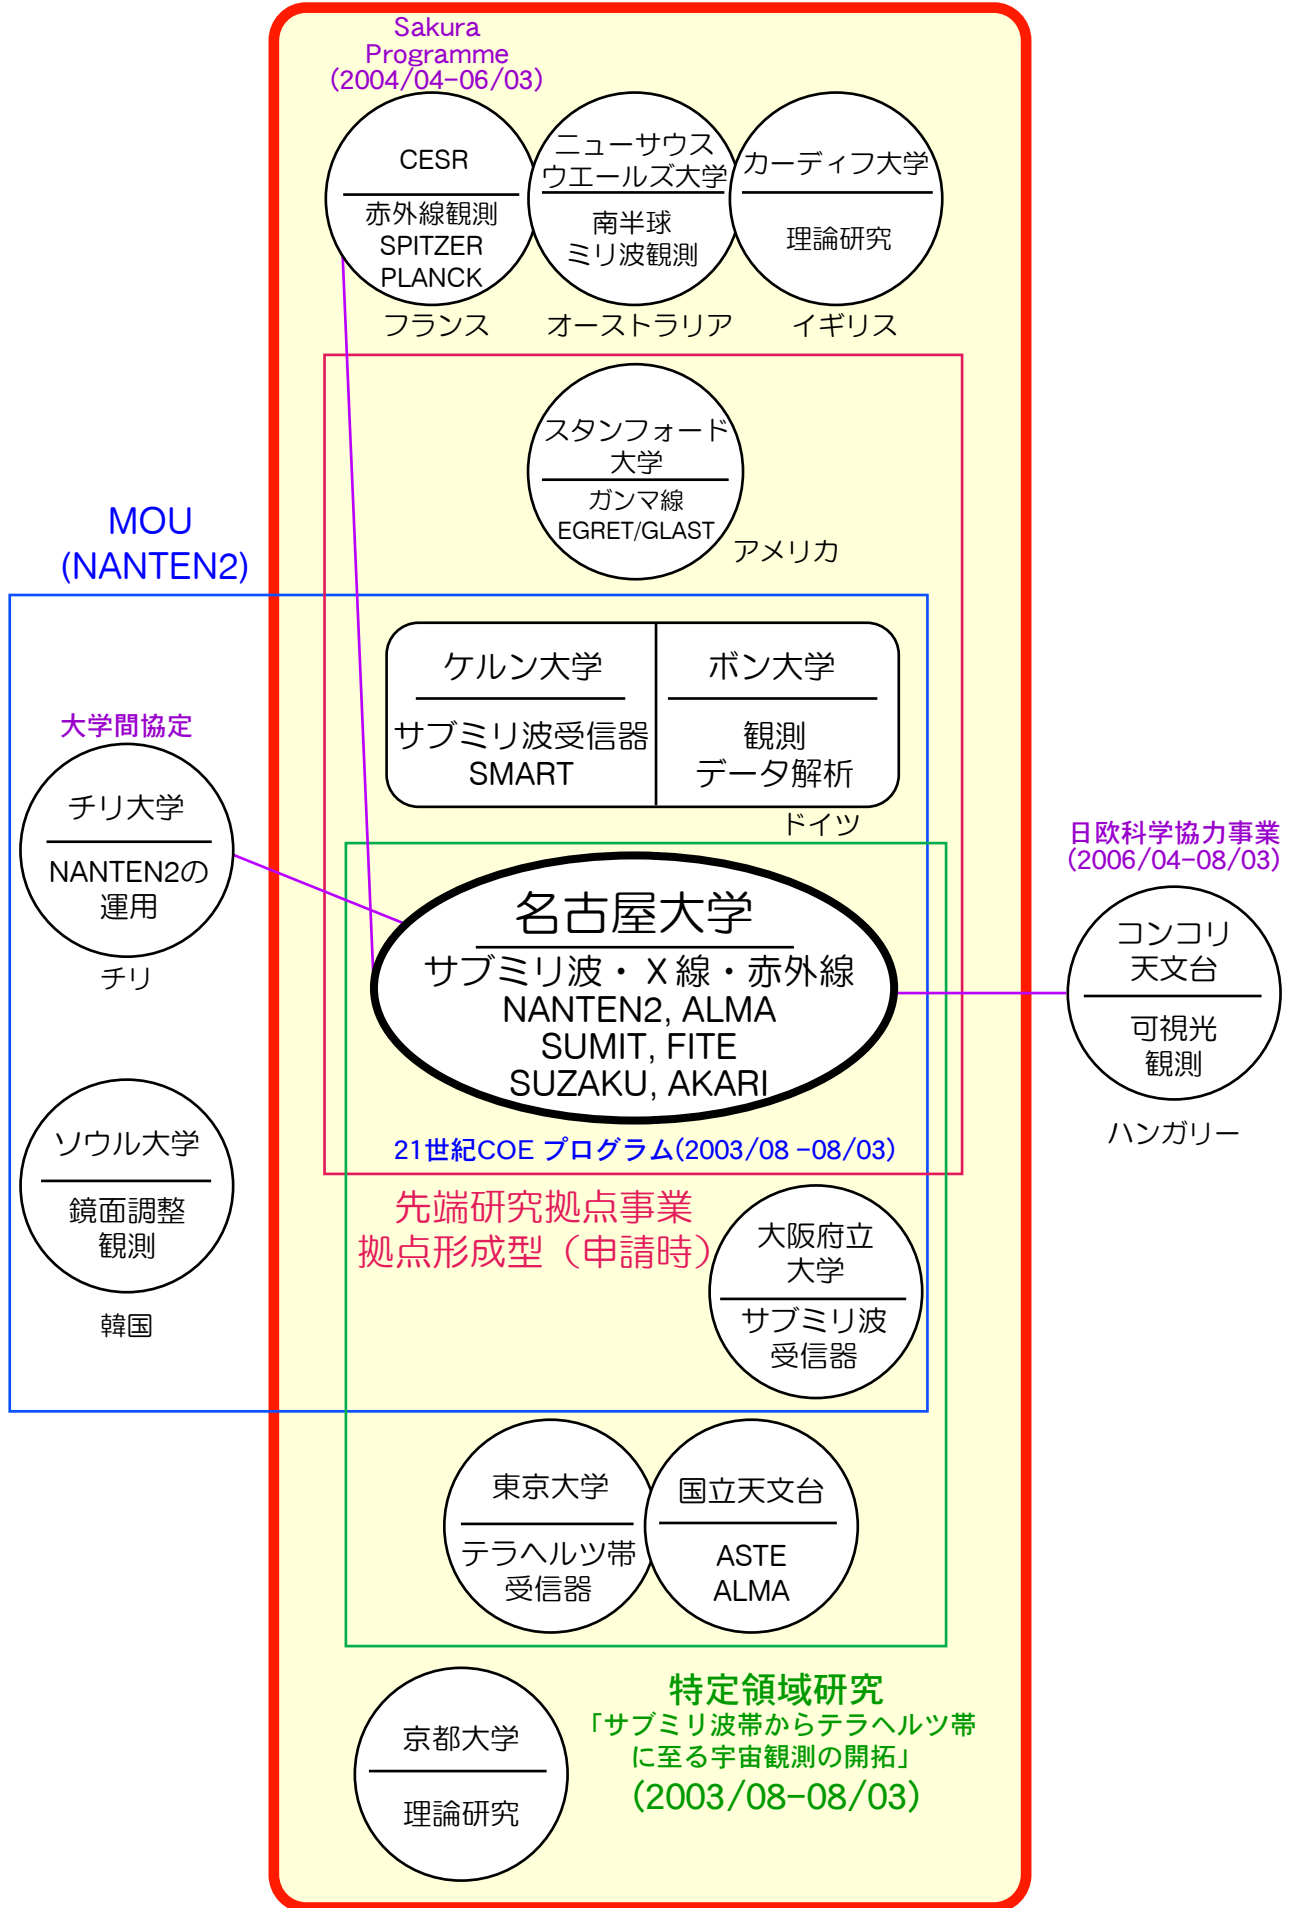 Sakura
Programme
(2004/04-06/03)
CESR
赤外線観測
SPITZER
PLANCK
フランス
ニューサウス
ウエールズ大学
南半球
ミリ波観測
オーストラリア
カーディフ大学
理論研究
イギリス
スタンフォード
大学
ガンマ線
EGRET/GLAST
アメリカ
MOU
(NANTEN2)
ケルン大学
サブミリ波受信器
SMART
ボン大学
観測
データ解析
ドイツ
大学間協定
チリ大学
NANTEN2の
運用
チリ
名古屋大学
サブミリ波・X線・赤外線
NANTEN2, ALMA
SUMIT, FITE
SUZAKU, AKARI
21世紀COE プログラム(2003/08-08/03)
日欧科学協力事業
(2006/04-08/03)
コンコリ
天文台
可視光
観測
ハンガリー
ソウル大学
鏡面調整
観測
韓国
先端研究拠点事業
拠点形成型（申請時）
大阪府立
大学
サブミリ波
受信器
東京大学
テラヘルツ帯
受信器
国立天文台
ASTE
ALMA
京都大学
理論研究
特定領域研究
「サブミリ波帯からテラヘルツ帯
に至る宇宙観測の開拓」
(2003/08-08/03)